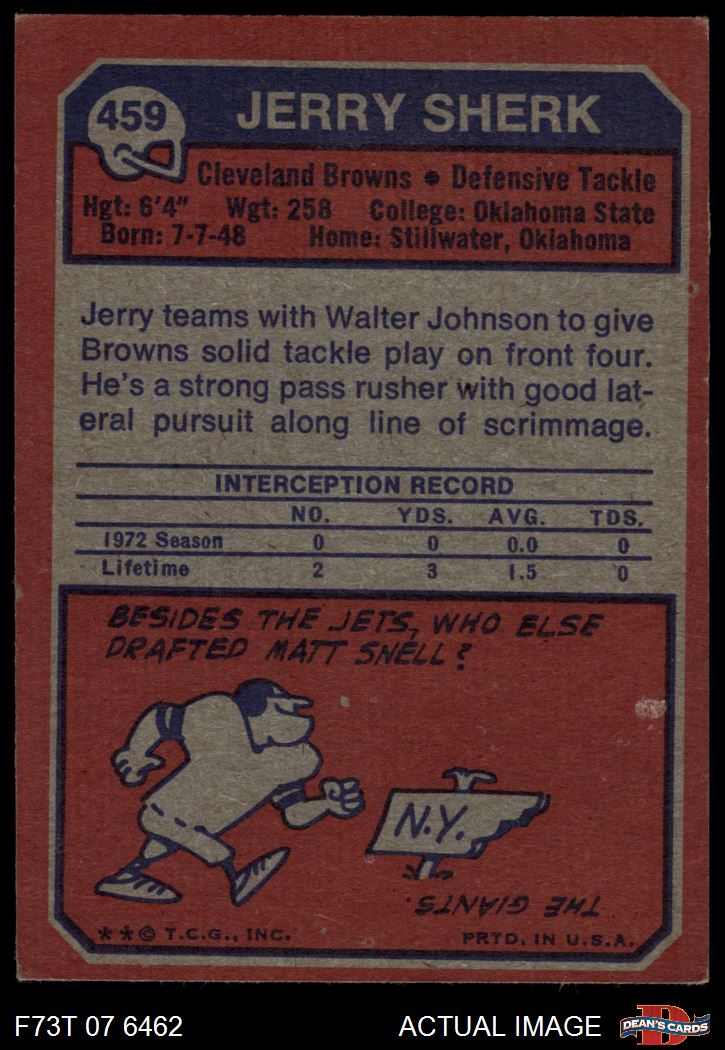 459
JERRY SHERK
Cleveland Browns • Defensive Tackle
Hgt: 6'4" Wgt: 258 College: Oklahoma State
Born: 7-7-48 Home: Stillwater, Oklahoma
Jerry teams with Walter Johnson to give
Browns solid tackle play on front four.
He's a strong pass rusher with good lat-
eral pursuit along line of scrimmage.
INTERCEPTION RECORD
NO. YDS. AVG. TDS.
1972 Season 0 0 0.0 0
Lifetime 2 3 1.5 0
BESIDES THE JETS, WHO ELSE
DRAFTED MATT SNELL?
N.Y.
THE GIANTS.
**© T.C.G., INC. PRTD. IN U.S.A.
F73T 07 6462 ACTUAL IMAGE DEAN'S CARDS